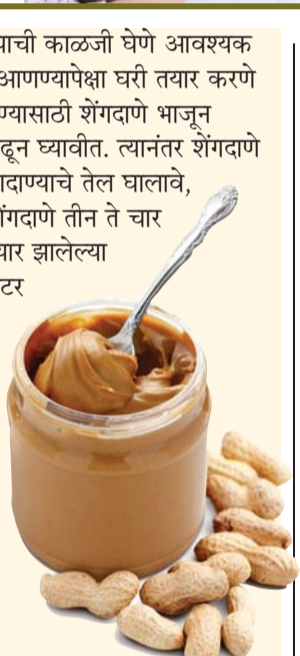 याची काळजी घेणे आवश्यक
आणण्यापेक्षा घरी तयार करणे
ण्यासाठी शेंगदाणे भाजून
ढून घ्यावीत. त्यानंतर शेंगदाणे
दाण्याचे तेल घालावे,
ंगदाणे तीन ते चार
यार झालेल्या
टर